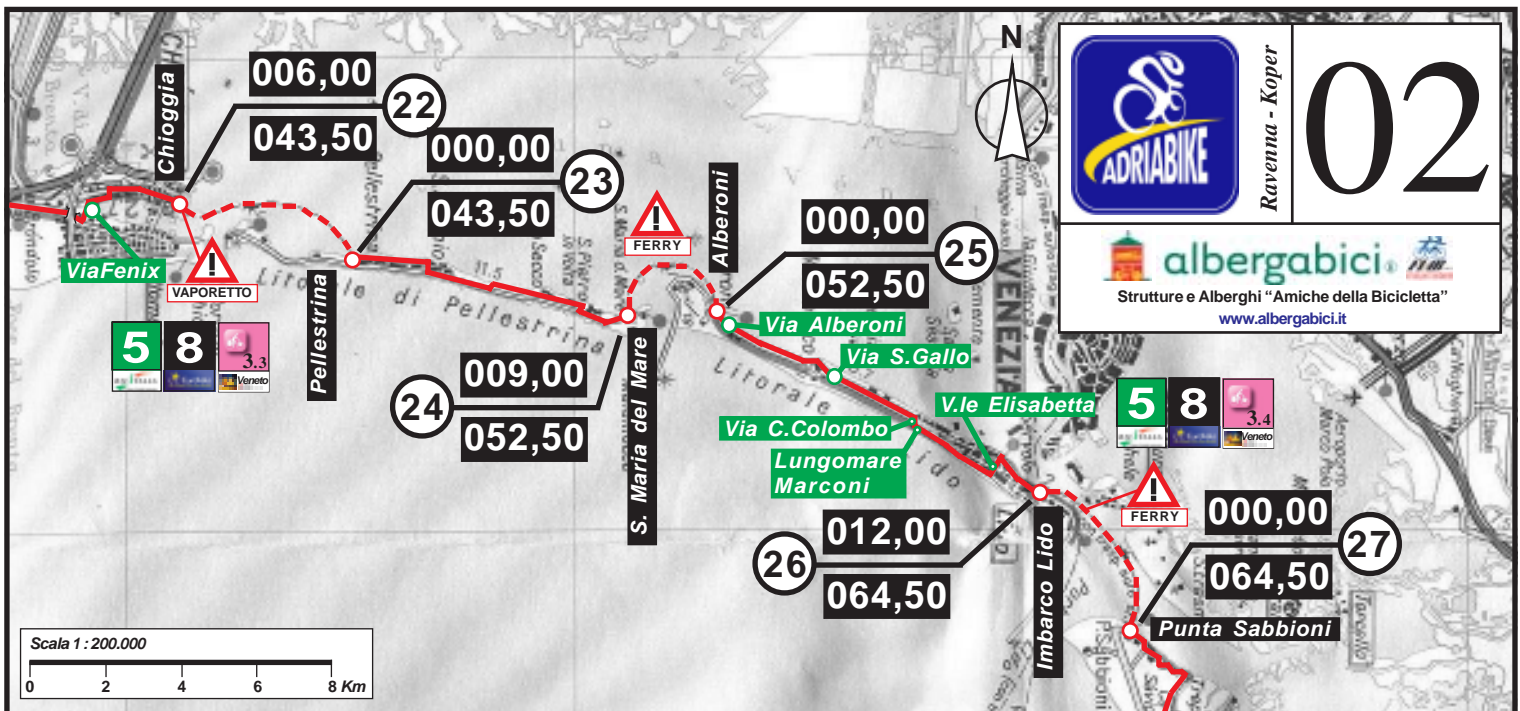 Chioggia
006,00
22
043,50
000,00
23
043,50
ViaFenix
!
VAPORETTO
5
8
3.3
Veneto
Pellestrina
Litorale di Pellestrina
11.5
009,00
24
052,50
S. Maria del Mare
!
FERRY
Alberoni
000,00
25
052,50
Via Alberoni
Via S.Gallo
Litorale
Lido
VENEZIA
Via C.Colombo
Lungomare
Marconi
V.le Elisabetta
012,00
26
064,50
Imbarco Lido
5
8
3.4
Veneto
!
FERRY
000,00
27
064,50
Punta Sabbioni
N
ADRIABIKE
Ravenna - Koper
02
albergabici
Strutture e Alberghi “Amiche della Bicicletta”
www.albergabici.it
Scala 1 : 200.000
0 2 4 6 8 Km